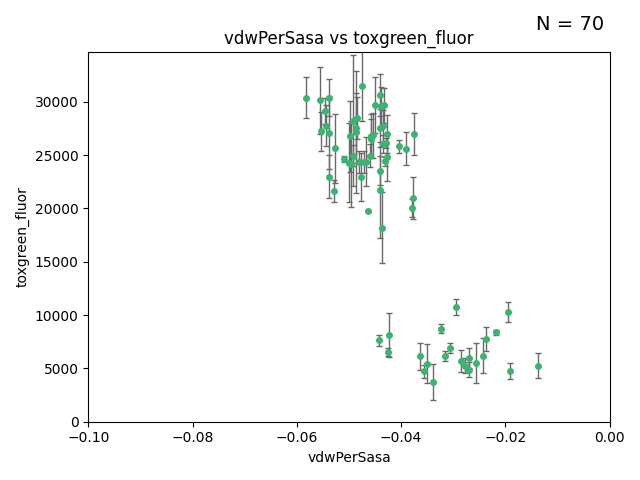 N = 70
vdwPerSasa vs toxgreen_fluor
toxgreen_fluor
30000
25000
20000
15000
10000
5000
0
−0.10 −0.08 −0.06 −0.04 −0.02 0.00
vdwPerSasa